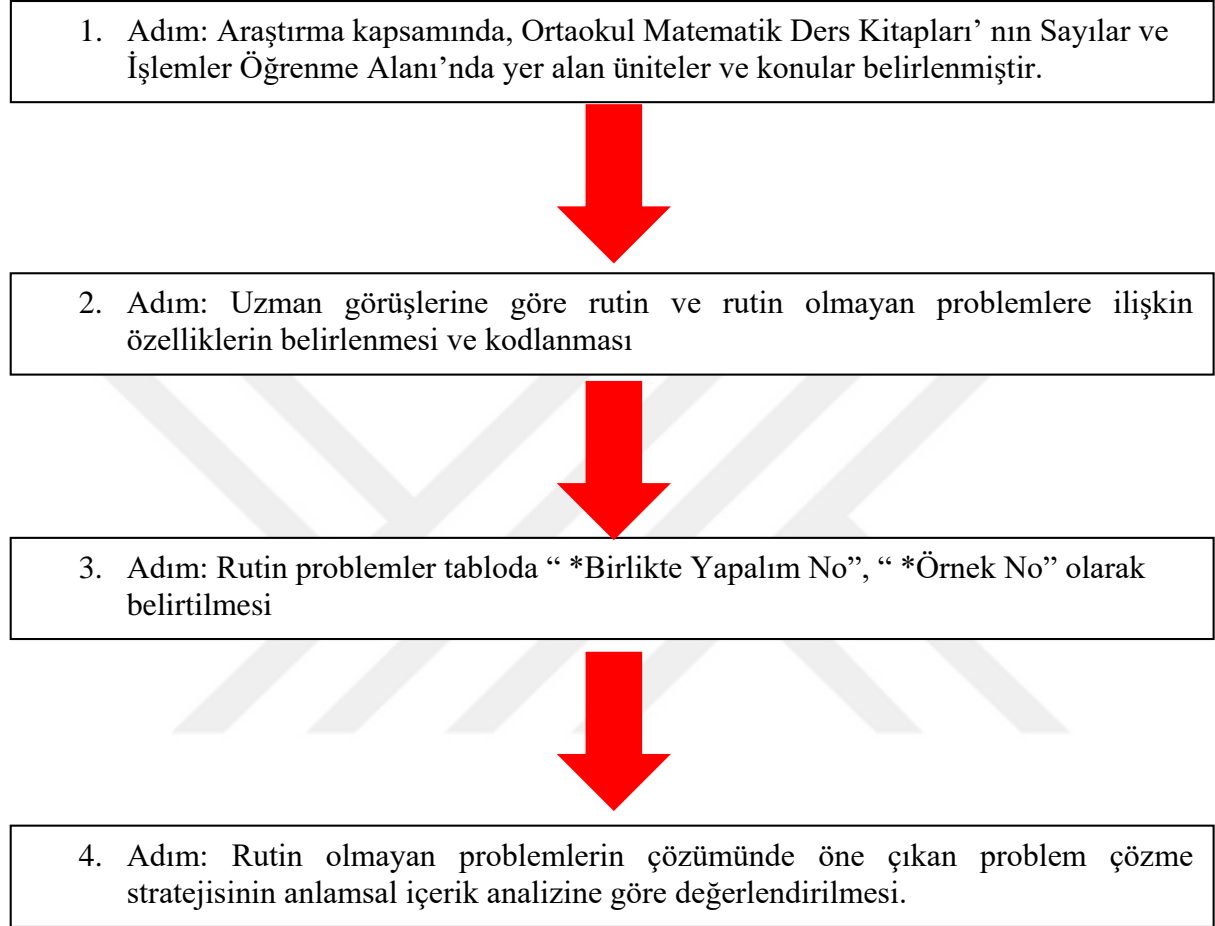 1. Adım: Araştırma kapsamında, Ortaokul Matematik Ders Kitapları’ nın Sayılar ve
İşlemler Öğrenme Alanı’nda yer alan üniteler ve konular belirlenmiştir.
2. Adım: Uzman görüşlerine göre rutin ve rutin olmayan problemlere ilişkin
özelliklerin belirlenmesi ve kodlanması
3. Adım: Rutin problemler tabloda “ *Birlikte Yapalım No”, “ *Örnek No” olarak
belirtilmesi
4. Adım: Rutin olmayan problemlerin çözümünde öne çıkan problem çözme
stratejisinin anlamsal içerik analizine göre değerlendirilmesi.